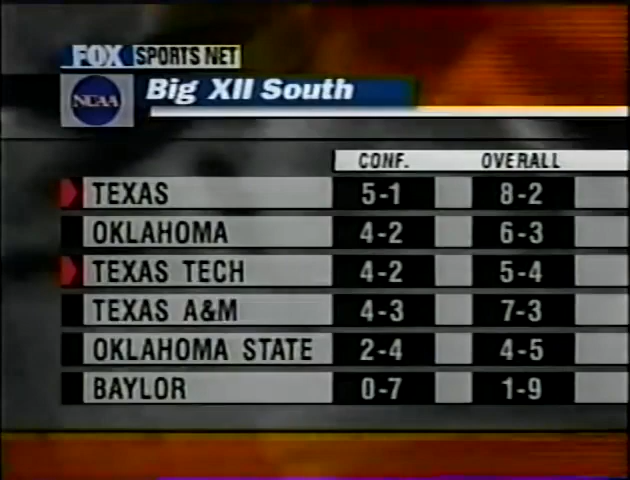 FOX SPORTS NET
NCAA Big XII South
CONF. OVERALL
TEXAS 5-1 8-2
OKLAHOMA 4-2 6-3
TEXAS TECH 4-2 5-4
TEXAS A&M 4-3 7-3
OKLAHOMA STATE 2-4 4-5
BAYLOR 0-7 1-9